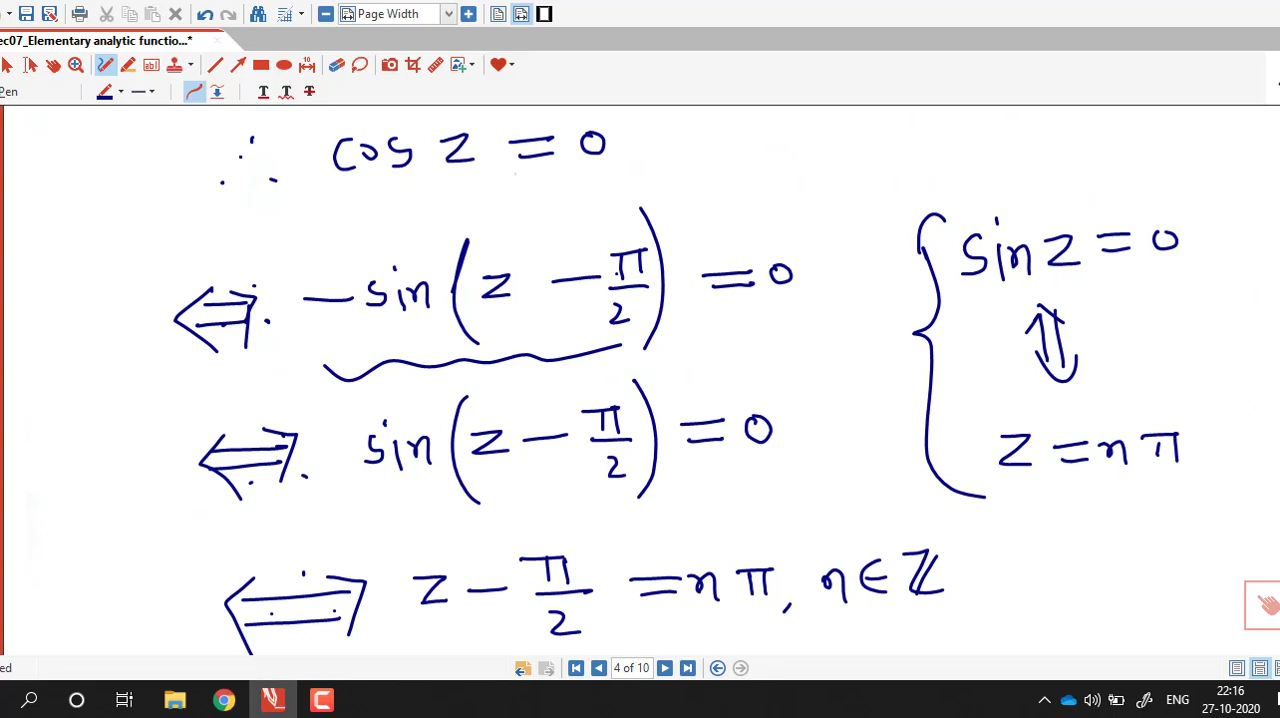 Page Width
ec07_Elementary analytic functio...*
Pen
∴ cos z = 0
⟺ -sin(z - π/2) = 0
{ sin z = 0
⇕
z = nπ
⟺ sin(z - π/2) = 0
⟺ z - π/2 = nπ, n ∈ ℤ
ed
4 of 10
ENG
22:16
27-10-2020